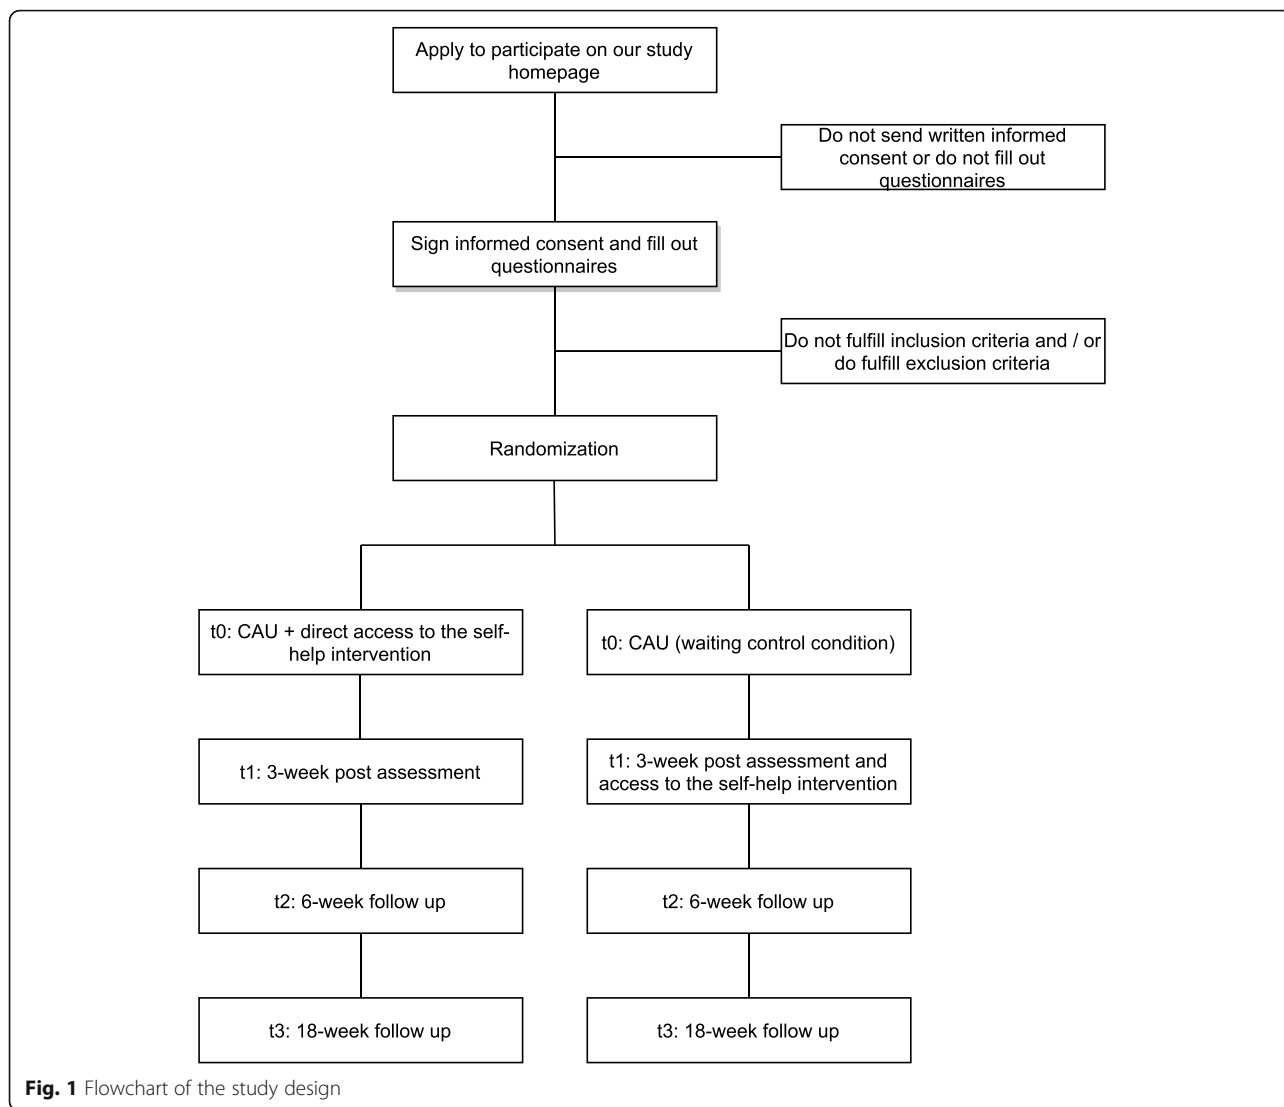 Apply to participate on our study
homepage
Do not send written informed
consent or do not fill out
questionnaires
Sign informed consent and fill out
questionnaires
Do not fulfill inclusion criteria and / or
do fulfill exclusion criteria
Randomization
t0: CAU + direct access to the self-
help intervention
t0: CAU (waiting control condition)
t1: 3-week post assessment
t1: 3-week post assessment and
access to the self-help intervention
t2: 6-week follow up
t2: 6-week follow up
t3: 18-week follow up
t3: 18-week follow up
Fig. 1 Flowchart of the study design